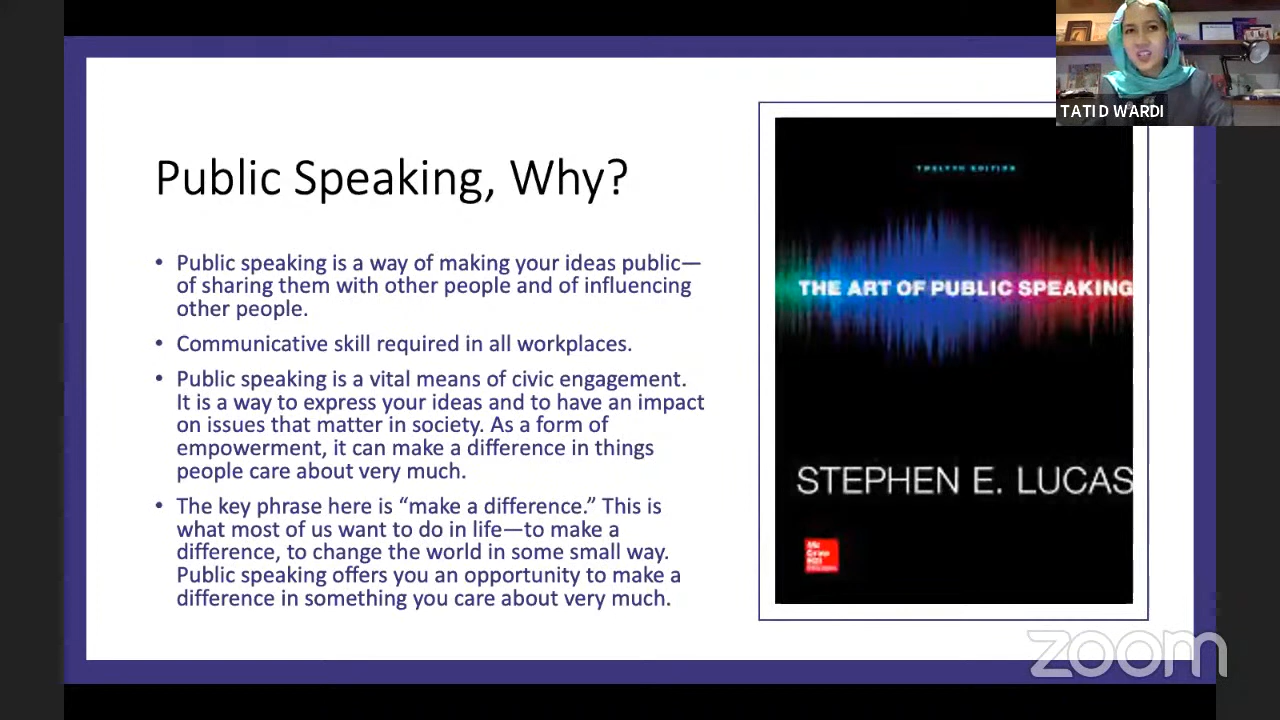 TATI D WARDI
Public Speaking, Why?
• Public speaking is a way of making your ideas public—
of sharing them with other people and of influencing
other people.
• Communicative skill required in all workplaces.
• Public speaking is a vital means of civic engagement.
It is a way to express your ideas and to have an impact
on issues that matter in society. As a form of
empowerment, it can make a difference in things
people care about very much.
• The key phrase here is “make a difference.” This is
what most of us want to do in life—to make a
difference, to change the world in some small way.
Public speaking offers you an opportunity to make a
difference in something you care about very much.
TWELFTH EDITION
THE ART OF PUBLIC SPEAKING
STEPHEN E. LUCAS
Mc
Graw
Hill
zoom